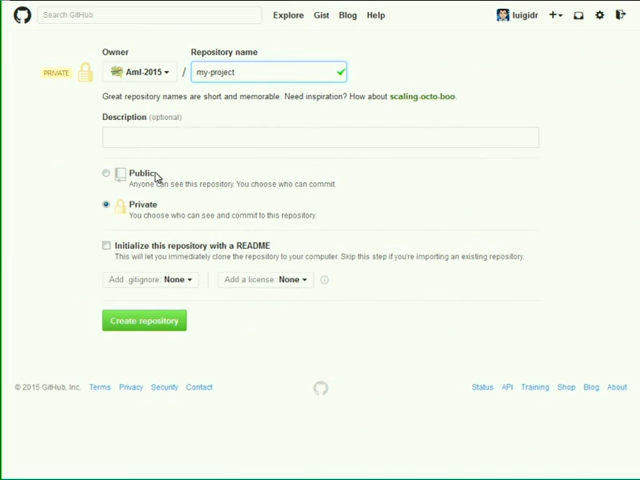 Search GitHub Explore Gist Blog Help luigidr
Owner Repository name
PRIVATE AmI-2015 / my-project
Great repository names are short and memorable. Need inspiration? How about scaling-octo-boo.
Description (optional)
Public
Anyone can see this repository. You choose who can commit.
Private
You choose who can see and commit to this repository.
Initialize this repository with a README
This will let you immediately clone the repository to your computer. Skip this step if you're importing an existing repository.
Add .gitignore: None Add a license: None
Create repository
© 2015 GitHub, Inc. Terms Privacy Security Contact Status API Training Shop Blog About